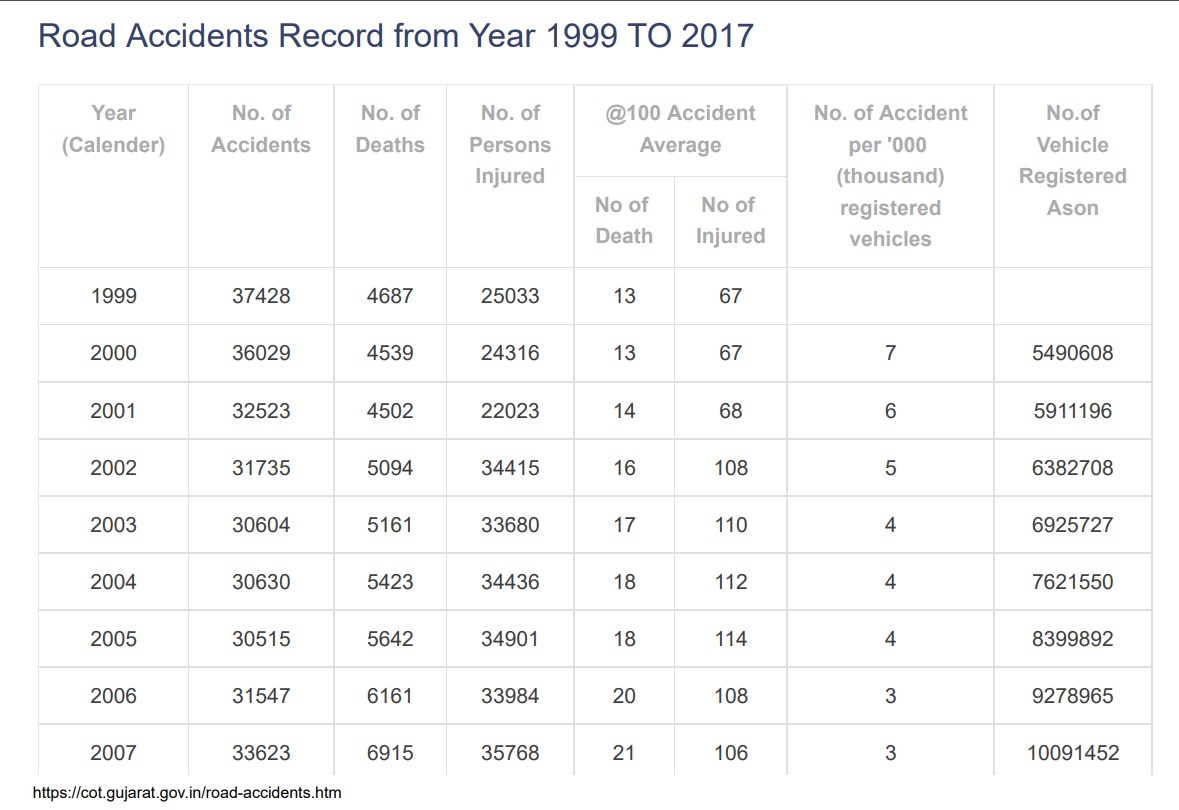 Road Accidents Record from Year 1999 TO 2017
Year (Calender) No. of Accidents No. of Deaths No. of Persons Injured @100 Accident Average No. of Accident per '000 (thousand) registered vehicles No.of Vehicle Registered Ason
No of Death No of Injured
1999 37428 4687 25033 13 67
2000 36029 4539 24316 13 67 7 5490608
2001 32523 4502 22023 14 68 6 5911196
2002 31735 5094 34415 16 108 5 6382708
2003 30604 5161 33680 17 110 4 6925727
2004 30630 5423 34436 18 112 4 7621550
2005 30515 5642 34901 18 114 4 8399892
2006 31547 6161 33984 20 108 3 9278965
2007 33623 6915 35768 21 106 3 10091452
https://cot.gujarat.gov.in/road-accidents.htm